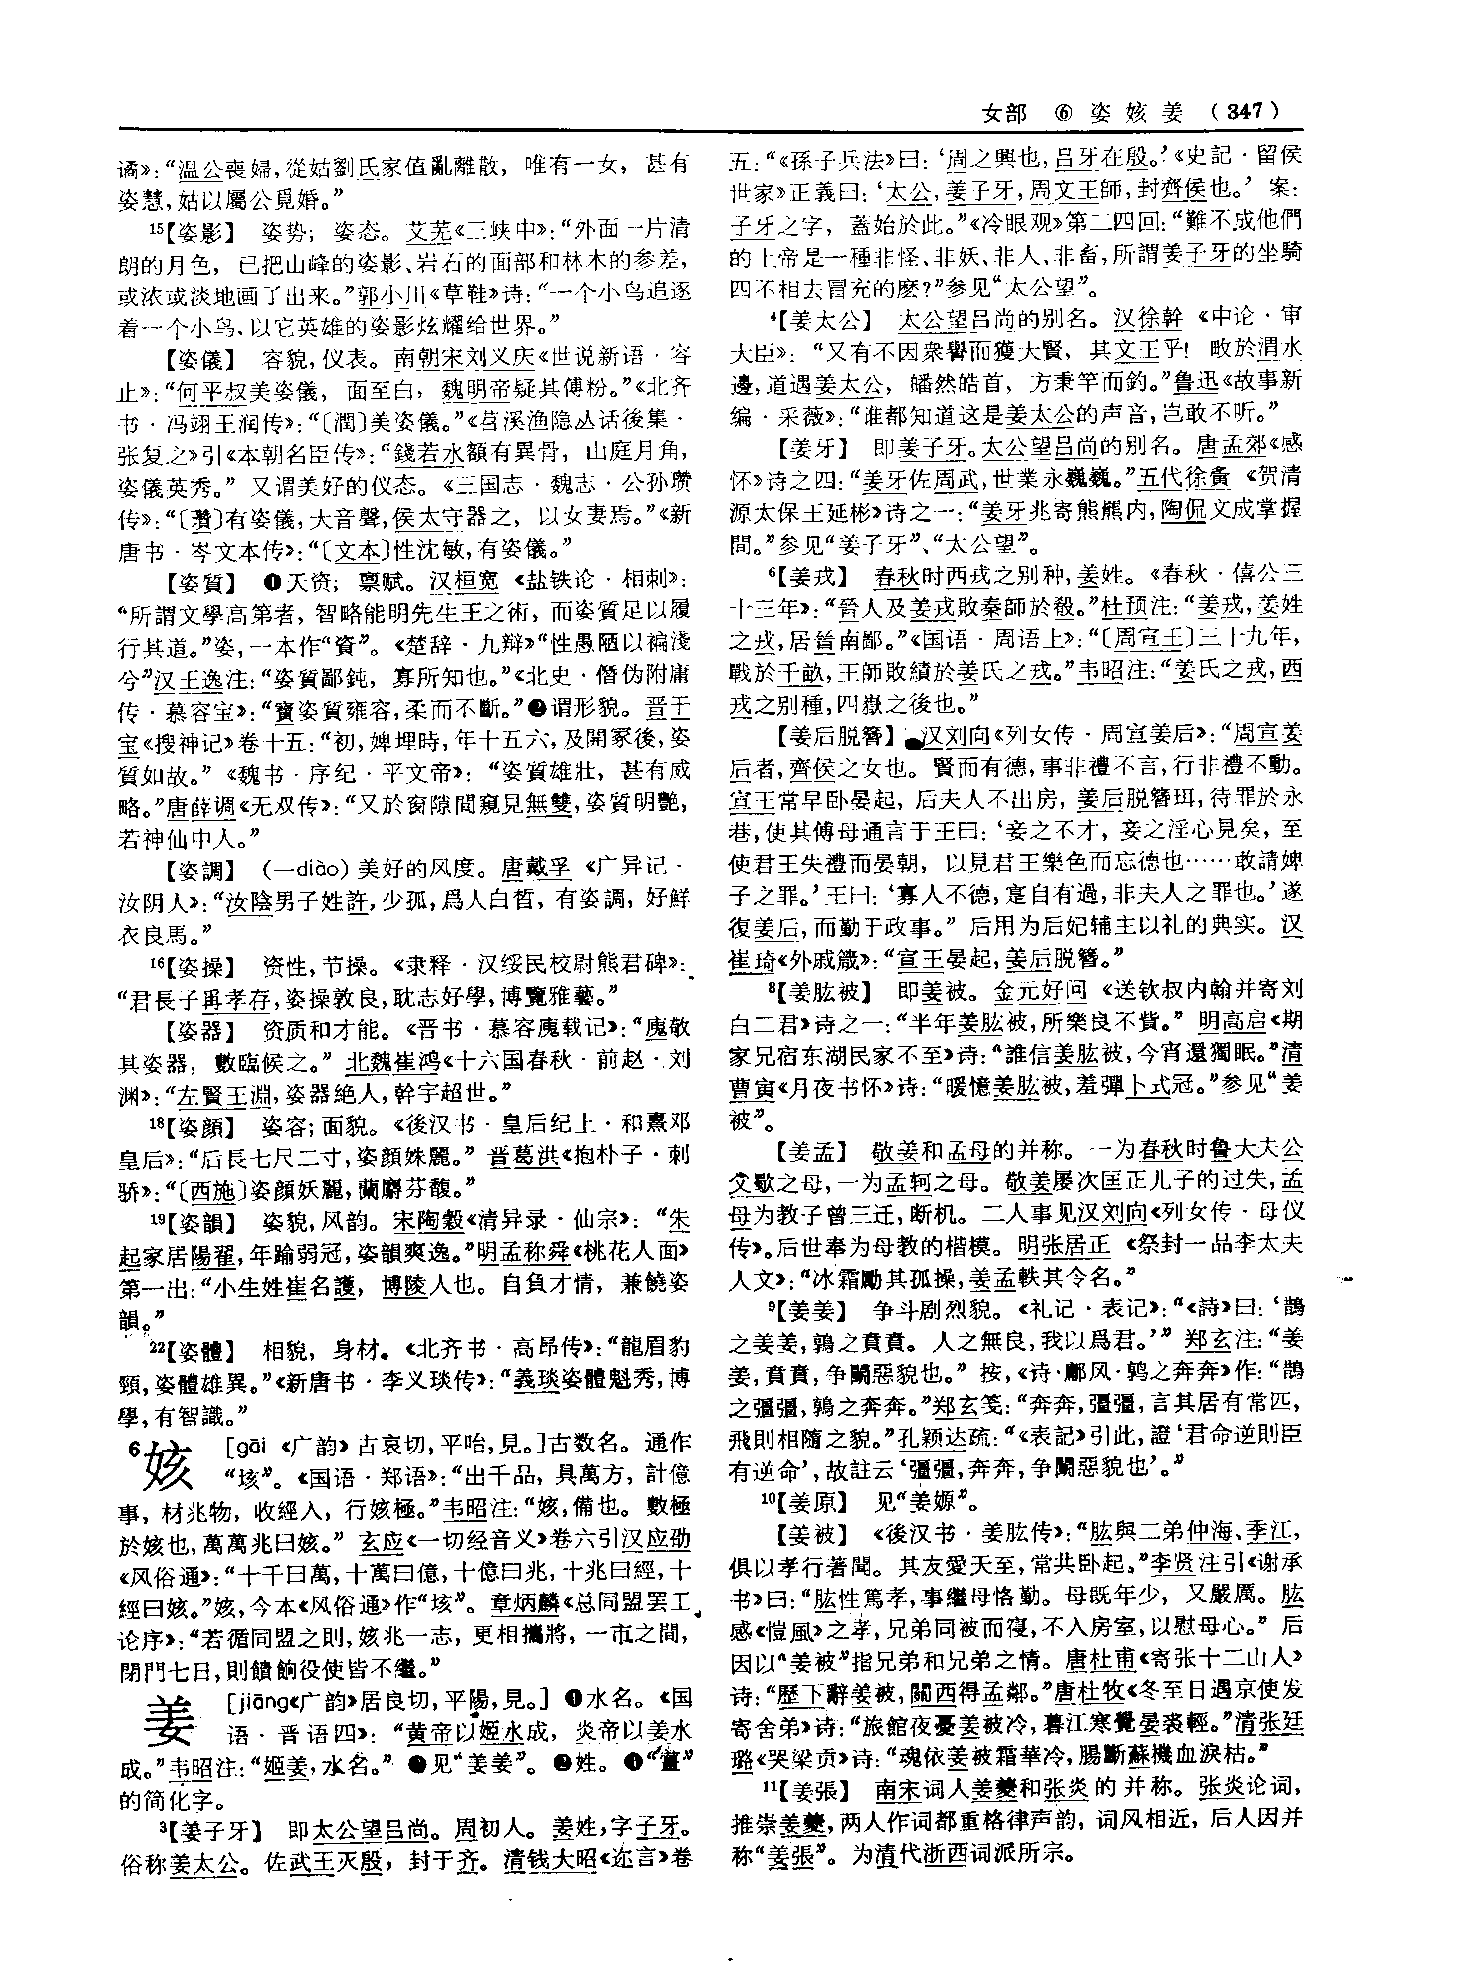 女部 ⑥ 姿 姟 姜 （347）
谲》：“温公喪婦，從姑劉氏家值亂離散， 唯有一女， 甚有
姿慧，姑以屬公覓婚。”
15【姿影】 姿势；姿态。艾芜《三峡中》：“外面一片清
朗的月色，已把山峰的姿影、岩石的面部和林木的参差，
或浓或淡地画了出来。”郭小川《草鞋》诗：“一个小鸟追逐
着一个小鸟、以它英雄的姿影炫耀给世界。”
【姿儀】 容貌，仪表。南朝宋刘义庆《世说新语·容
止》：“何平叔美姿儀， 面至白， 魏明帝疑其傅粉。”《北齐
书·冯翊王润传》：“〔潤〕美姿儀。”《苕溪渔隐丛话後集·
张复之》引《本朝名臣传》：“錢若水額有異骨，山庭月角，
姿儀英秀。” 又谓美好的仪态。《三国志·魏志·公孙瓒
传》：“〔瓚〕有姿儀，大音聲，侯太守器之， 以女妻焉。”《新
唐书·岑文本传》：“〔文本〕性沈敏，有姿儀。”
【姿質】 ❶天资；禀赋。汉桓宽《盐铁论·相刺》：
“所謂文學高第者，智略能明先生王之術，而姿質足以履
行其道。”姿，一本作“資”。《楚辞·九辩》“性愚陋以褊淺
兮”汉王逸注：“姿質鄙鈍，寡所知也。”《北史·僭伪附庸
传·慕容宝》：“寶姿質雍容，柔而不斷。”❷谓形貌。晋干
宝《搜神记》卷十五：“初，婢埋時，年十五六，及開冢後，姿
質如故。”《魏书·序纪·平文帝》：“姿質雄壯，甚有威
略。”唐薛调《无双传》：“又於窗隙間窺見無雙，姿質明艷，
若神仙中人。”
【姿調】 （—diào）美好的风度。唐戴孚《广异记·
汝阴人》：“汝陰男子姓許，少孤，爲人白皙，有姿調，好鮮
衣良馬。”
16【姿操】 资性，节操。《隶释·汉绥民校尉熊君碑》：
“君長子再孝存，姿操敦良，耽志好學，博覽雅藝。”
【姿器】 资质和才能。《晋书·慕容廆载记》：“廆敬
其姿器，數臨候之。” 北魏崔鸿《十六国春秋·前赵·刘
渊》：“左賢王淵，姿器絶人，幹宇超世。”
18【姿顔】 姿容；面貌。《後汉书·皇后纪上·和熹邓
皇后》：“后長七尺二寸，姿顔姝麗。” 晋葛洪《抱朴子·刺
骄》：“〔西施〕姿顔妖麗，蘭麝芬馥。”
19【姿韻】 姿貌，风韵。宋陶穀《清异录·仙宗》：“朱
起家居陽翟，年踰弱冠，姿韻爽逸。”明孟称舜《桃花人面》
第一出：“小生姓崔名護，博陵人也。自負才情，兼饒姿
韻。”
22【姿體】 相貌，身材。《北齐书·高昂传》：“龍眉豹
頸，姿體雄異。”《新唐书·李义琰传》：“義琰姿體魁秀，博
學，有智識。”
6姟 ［gāi《广韵》古哀切，平咍，見。］古数名。通作
“垓”。《国语·郑语》：“出千品，具萬方，計億
事，材兆物，收經入，行姟極。”韦昭注：“姟，備也。數極
於姟也，萬萬兆曰姟。” 玄应《一切经音义》卷六引汉应劭
《风俗通》：“十千曰萬，十萬曰億，十億曰兆，十兆曰經，十
經曰姟。”姟，今本《风俗通》作“垓”。章炳麟《总同盟罢工
论序》：“若循同盟之則，姟兆一志，更相攜將，一市之間，
閉門七日，則饋餉役使皆不繼。”
姜 ［jiāng《广韵》居良切，平陽，見。］❶水名。《国
语·晋语四》：“黄帝以姬水成，炎帝以姜水
成。”韦昭注：“姬姜，水名。” ●见“姜姜”。❷姓。❶“薑”
的简化字。
3【姜子牙】 即太公望吕尚。周初人。姜姓，字子牙。
俗称姜太公。佐武王灭殷，封于齐。清钱大昭《迩言》卷
五：“《孫子兵法》曰：‘周之興也，吕牙在殷。’《史記·留侯
世家》正義曰：‘太公，姜子牙，周文王師，封齊侯也。’ 案：
子牙之字，蓋始於此。”《冷眼观》第二四回：“難不成他們
的上帝是一種非怪、非妖、非人、非畜，所謂姜子牙的坐騎
四不相去冒充的麽？”参见“太公望”。
4【姜太公】 太公望吕尚的别名。汉徐幹《中论·审
大臣》：“又有不因衆譽而獲大賢，其文王乎！畋於渭水
邊，道遇姜太公，皤然皓首，方秉竿而釣。”鲁迅《故事新
编·采薇》：“谁都知道这是姜太公的声音，岂敢不听。”
【姜牙】 即姜子牙。太公望吕尚的别名。唐孟郊《感
怀》诗之四：“姜牙佐周武，世業永巍巍。”五代徐夤《贺清
源太保王延彬》诗之一：“姜牙兆寄熊羆内，陶侃文成掌握
間。”参见“姜子牙”、“太公望”。
6【姜戎】 春秋时西戎之别种，姜姓。《春秋·僖公三
十三年》：“晉人及姜戎敗秦師於殽。”杜预注：“姜戎，姜姓
之戎，居晉南鄙。”《国语·周语上》：“〔周宣王〕三十九年，
戰於千畝，王師敗績於姜氏之戎。”韦昭注：“姜氏之戎，西
戎之别種，四嶽之後也。”
【姜后脱簪】 汉刘向《列女传·周宣姜后》：“周宣姜
后者，齊侯之女也。賢而有德，事非禮不言，行非禮不動。
宣王常早卧晏起，后夫人不出房，姜后脱簪珥，待罪於永
巷，使其傅母通言于王曰：‘妾之不才，妾之淫心見矣，至
使君王失禮而晏朝，以見君王樂色而忘德也……敢請婢
子之罪。’王曰：‘寡人不德，寔自有過，非夫人之罪也。’遂
復姜后，而勤于政事。” 后用为后妃辅主以礼的典实。汉
崔琦《外戚箴》：“宣王晏起，姜后脱簪。”
8【姜肱被】 即姜被。金元好问《送钦叔内翰并寄刘
白二君》诗之一：“半年姜肱被，所樂良不貲。” 明高启《期
家兄宿东湖民家不至》诗：“誰信姜肱被，今宵還獨眠。”清
曹寅《月夜书怀》诗：“暖憶姜肱被，羞彈卜式冠。”参见“姜
被”。
【姜孟】 敬姜和孟母的并称。一为春秋时鲁大夫公
父歜之母，一为孟轲之母。敬姜屡次匡正儿子的过失，孟
母为教子曾三迁，断机。二人事见汉刘向《列女传·母仪
传》。后世奉为母教的楷模。明张居正《祭封一品李太夫
人文》：“冰霜勵其孤操，姜孟軼其令名。”
9【姜姜】 争斗剧烈貌。《礼记·表记》：“《詩》曰：‘鵲
之姜姜，鶉之賁賁。人之無良，我以爲君。’” 郑玄注：“姜
姜，賁賁，争鬭惡貌也。” 按，《诗·鄘风·鹑之奔奔》作：“鵲
之彊彊，鶉之奔奔。”郑玄笺：“奔奔，彊彊，言其居有常匹，
飛則相隨之貌。”孔颖达疏：“《表記》引此，證‘君命逆則臣
有逆命’，故註云‘彊彊，奔奔，争鬭惡貌也’。”
10【姜原】 见“姜嫄”。
【姜被】 《後汉书·姜肱传》：“肱與二弟仲海、季江，
俱以孝行著聞。其友愛天至，常共卧起。”李贤注引《谢承
书》曰：“肱性篤孝，事繼母恪勤。母既年少，又嚴厲。肱
感《愷風》之孝，兄弟同被而寑，不入房室，以慰母心。” 后
因以“姜被”指兄弟和兄弟之情。唐杜甫《寄张十二山人》
诗：“歷下辭姜被，關西得孟鄰。”唐杜牧《冬至日遇京使发
寄舍弟》诗：“旅館夜憂姜被冷，暮江寒覺晏裘輕。”清张廷
璐《哭梁贡》诗：“魂依姜被霜華冷，腸斷蘇機血淚枯。”
11【姜張】 南宋词人姜夔和张炎的并称。张炎论词，
推崇姜夔，两人作词都重格律声韵，词风相近，后人因并
称“姜張”。为清代浙西词派所宗。